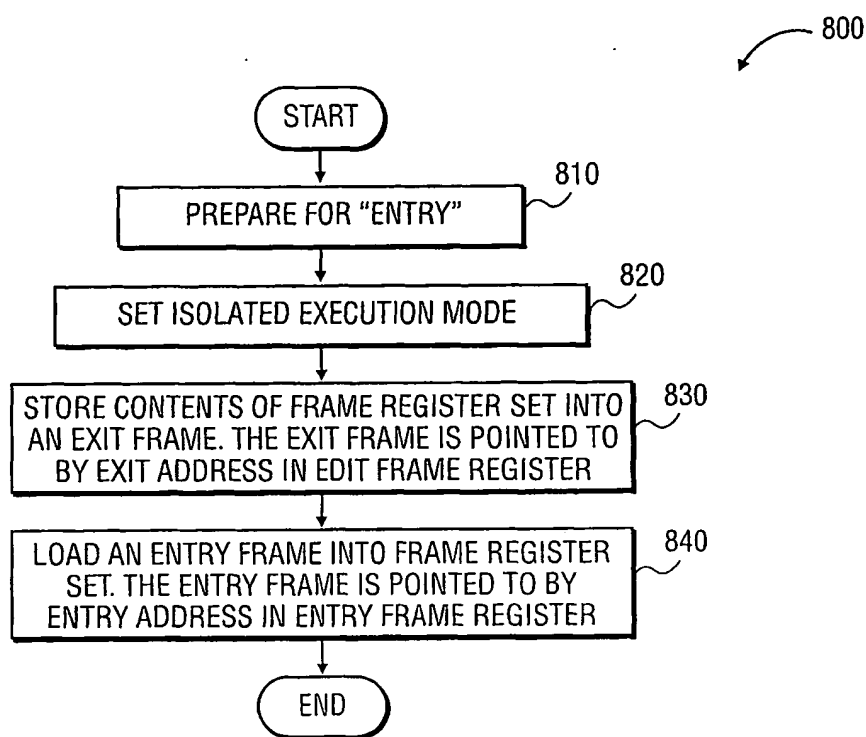 800
START
810
PREPARE FOR “ENTRY”
820
SET ISOLATED EXECUTION MODE
830
STORE CONTENTS OF FRAME REGISTER SET INTO
AN EXIT FRAME. THE EXIT FRAME IS POINTED TO
BY EXIT ADDRESS IN EDIT FRAME REGISTER
840
LOAD AN ENTRY FRAME INTO FRAME REGISTER
SET. THE ENTRY FRAME IS POINTED TO BY
ENTRY ADDRESS IN ENTRY FRAME REGISTER
END